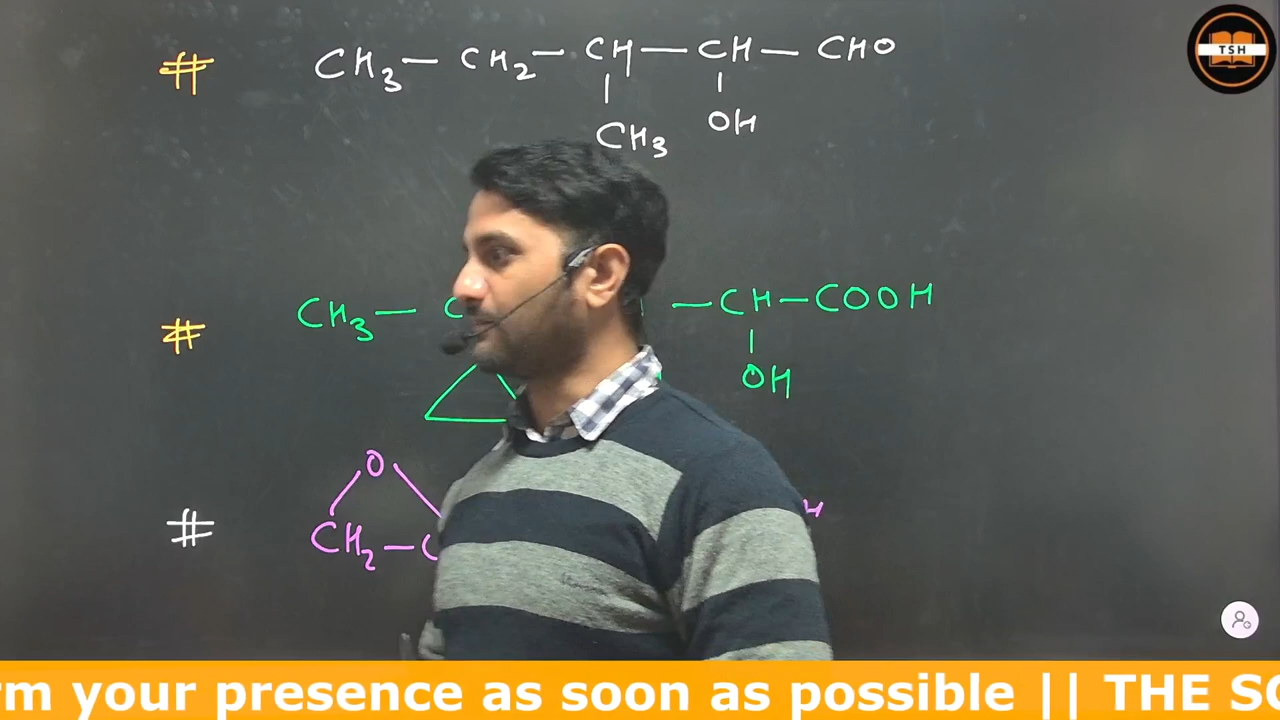 TSH
# CH3 — CH2 — CH — CH — CHO
CH3 OH
# CH3 — C — CH — COOH
OH
O
# CH2 — C
H
rm your presence as soon as possible || THE SC